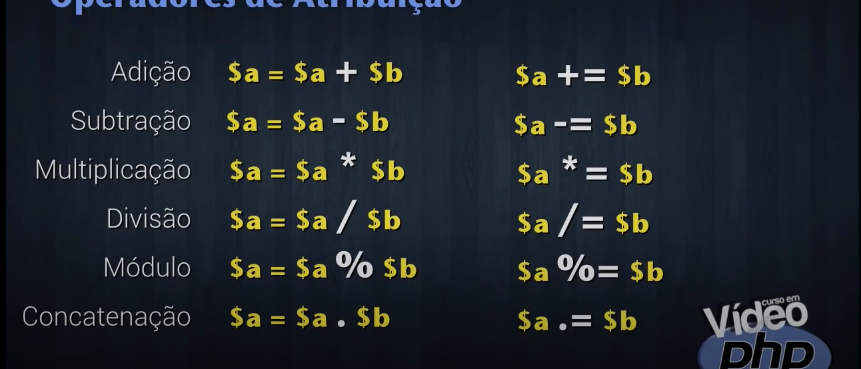 Operadores de Atribuição
Adição $a = $a + $b $a += $b
Subtração $a = $a - $b $a -= $b
Multiplicação $a = $a * $b $a *= $b
Divisão $a = $a / $b $a /= $b
Módulo $a = $a % $b $a %= $b
Concatenação $a = $a . $b $a .= $b
curso em
Vídeo
php